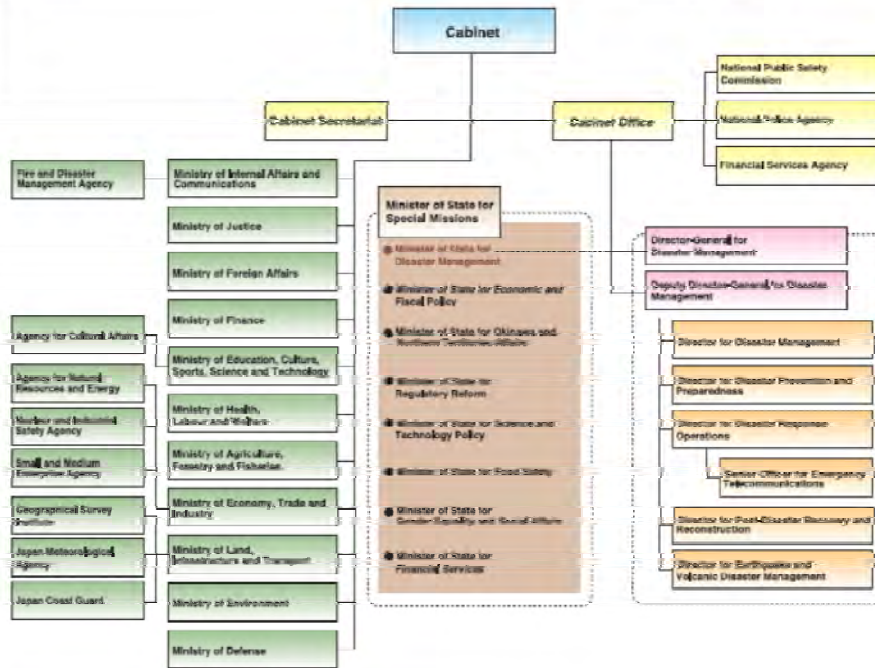 Cabinet
Cabinet Secretariat
Cabinet Office
National Public Safety
Commission
National Police Agency
Financial Services Agency
Fire and Disaster
Management Agency
Ministry of Internal Affairs and
Communications
Ministry of Justice
Ministry of Foreign Affairs
Ministry of Finance
Agency for Cultural Affairs
Ministry of Education, Culture,
Sports, Science and Technology
Agency for Natural
Resources and Energy
Ministry of Health,
Labour and Welfare
Nuclear and Industrial
Safety Agency
Ministry of Agriculture,
Forestry and Fisheries
Small and Medium
Enterprise Agency
Ministry of Economy, Trade and
Industry
Geographical Survey
Institute
Ministry of Land,
Infrastructure and Transport
Japan Meteorological
Agency
Japan Coast Guard
Ministry of Environment
Ministry of Defense
Minister of State for
Special Missions
Minister of State for
Disaster Management
Minister of State for Economic and
Fiscal Policy
Minister of State for Okinawa and
Northern Territories Affairs
Minister of State for
Regulatory Reform
Minister of State for Science and
Technology Policy
Minister of State for Food Safety
Minister of State for
Gender Equality and Social Affairs
Minister of State for
Financial Services
Director-General for
Disaster Management
Deputy Director-General for Disaster
Management
Director for Disaster Management
Director for Disaster Prevention and
Preparedness
Director for Disaster Response
Operations
Senior Officer for Emergency
Telecommunications
Director for Post-Disaster Recovery and
Reconstruction
Director for Earthquake and
Volcanic Disaster Management